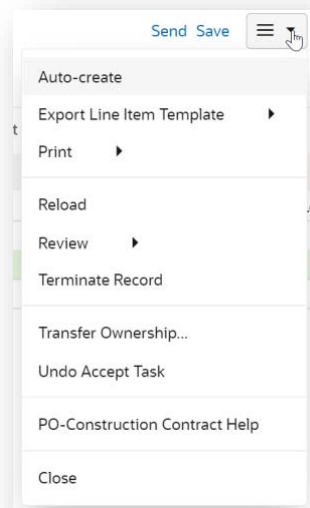 Send Save
Auto-create
Export Line Item Template
t
Print
Reload
Review
Terminate Record
Transfer Ownership...
Undo Accept Task
PO-Construction Contract Help
Close